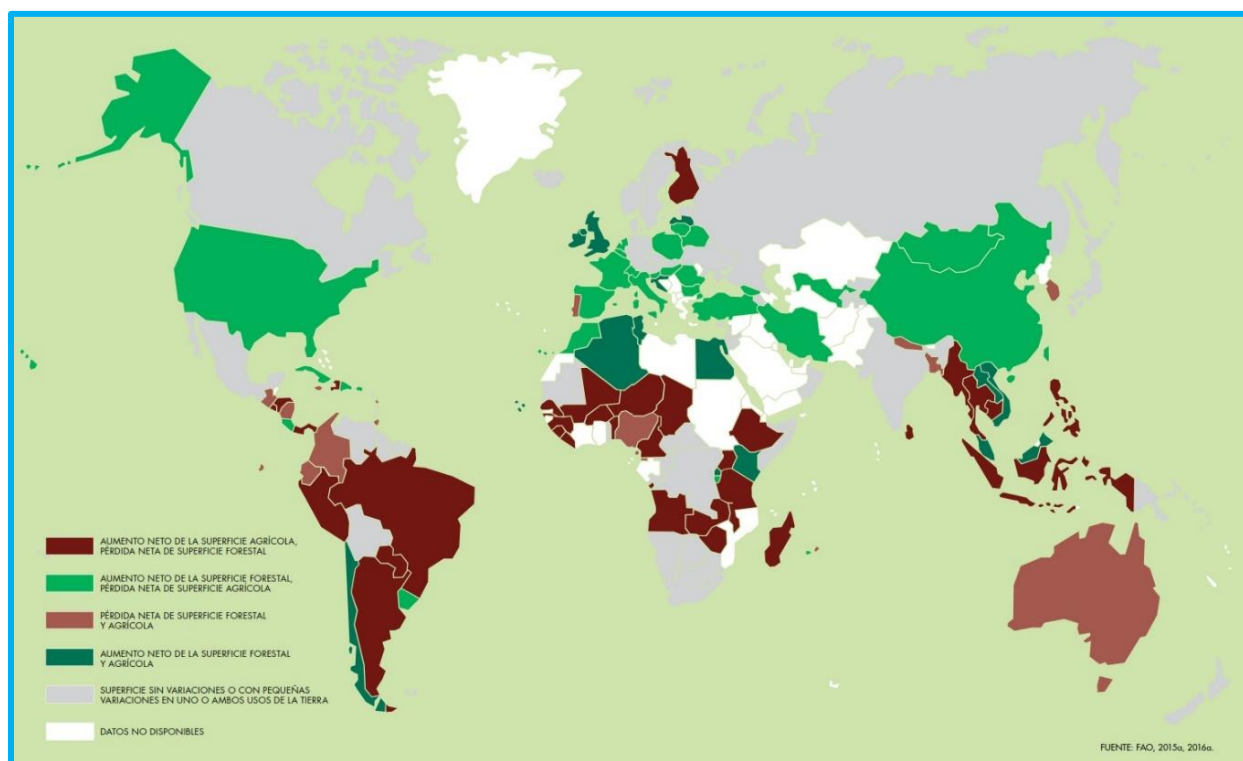 AUMENTO NETO DE LA SUPERFICIE AGRÍCOLA,
PÉRDIDA NETA DE SUPERFICIE FORESTAL
AUMENTO NETO DE LA SUPERFICIE FORESTAL,
PÉRDIDA NETA DE SUPERFICIE AGRÍCOLA
PÉRDIDA NETA DE SUPERFICIE FORESTAL
Y AGRÍCOLA
AUMENTO NETO DE LA SUPERFICIE FORESTAL
Y AGRÍCOLA
SUPERFICIE SIN VARIACIONES O CON PEQUEÑAS
VARIACIONES EN UNO O AMBOS USOS DE LA TIERRA
DATOS NO DISPONIBLES
FUENTE: FAO, 2015a, 2016a.